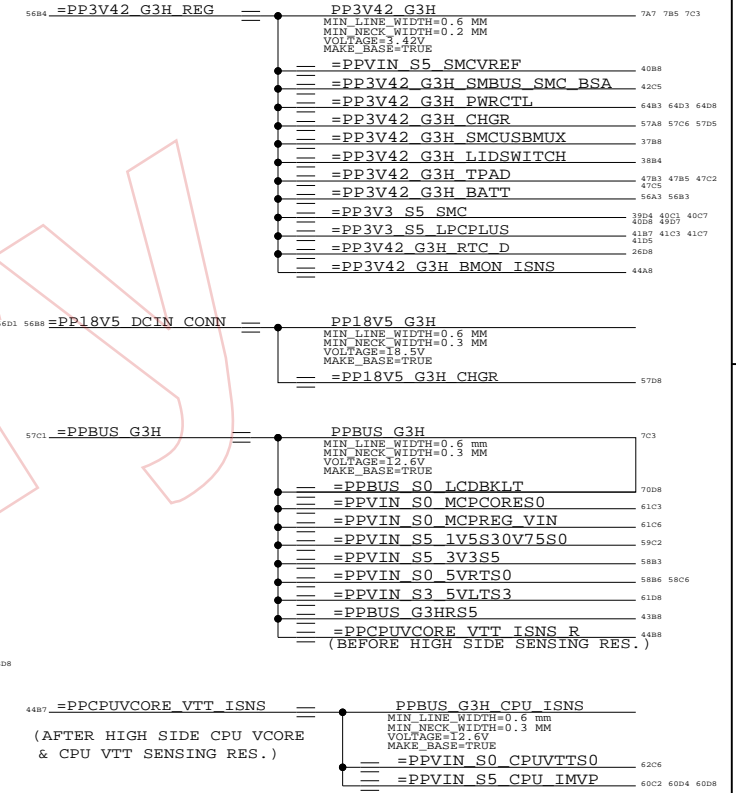 56B4 =PP3V42_G3H_REG PP3V42_G3H 7A7 7B5 7C3
MIN_LINE_WIDTH=0.6 MM
MIN_NECK_WIDTH=0.2 MM
VOLTAGE=3.42V
MAKE_BASE=TRUE
=PPVIN_S5_SMCVREF 40B8
=PP3V42_G3H_SMBUS_SMC_BSA 42C5
=PP3V42_G3H_PWRCTL 64B3 64D3 64D8
=PP3V42_G3H_CHGR 57A8 57C6 57D5
=PP3V42_G3H_SMCUSBMUX 37B8
=PP3V42_G3H_LIDSWITCH 38B4
=PP3V42_G3H_TPAD 47B3 47B5 47C2
47C5
=PP3V42_G3H_BATT 56A3 56B3
=PP3V3_S5_SMC 39D4 40C1 40C7
40D8 49D7
=PP3V3_S5_LPCPLUS 41B7 41C3 41C7
41D5
=PP3V42_G3H_RTC_D 26D8
=PP3V42_G3H_BMON_ISNS 44A8
6D1 56B8 =PP18V5_DCIN_CONN PP18V5_G3H
MIN_LINE_WIDTH=0.6 MM
MIN_NECK_WIDTH=0.3 MM
VOLTAGE=18.5V
MAKE_BASE=TRUE
=PP18V5_G3H_CHGR 57D8
57C1 =PPBUS_G3H PPBUS_G3H 7C3
MIN_LINE_WIDTH=0.6 mm
MIN_NECK_WIDTH=0.3 MM
VOLTAGE=12.6V
MAKE_BASE=TRUE
=PPBUS_S0_LCDBKLT 70D8
=PPVIN_S0_MCPCORES0 61C3
=PPVIN_S0_MCPREG_VIN 61C6
=PPVIN_S5_1V5S30V75S0 59C2
=PPVIN_S5_3V3S5 58B3
=PPVIN_S0_5VRTS0 58B6 58C6
=PPVIN_S3_5VLTS3 61D8
=PPBUS_G3HRS5 43B8
=PPCPUVCORE_VTT_ISNS_R 44B8
(BEFORE HIGH SIDE SENSING RES.)
D8
44B7 =PPCPUVCORE_VTT_ISNS PPBUS_G3H_CPU_ISNS
MIN_LINE_WIDTH=0.6 mm
MIN_NECK_WIDTH=0.3 MM
VOLTAGE=12.6V
MAKE_BASE=TRUE
(AFTER HIGH SIDE CPU VCORE
& CPU VTT SENSING RES.)
=PPVIN_S0_CPUVTTS0 62C6
=PPVIN_S5_CPU_IMVP 60C2 60D4 60D8